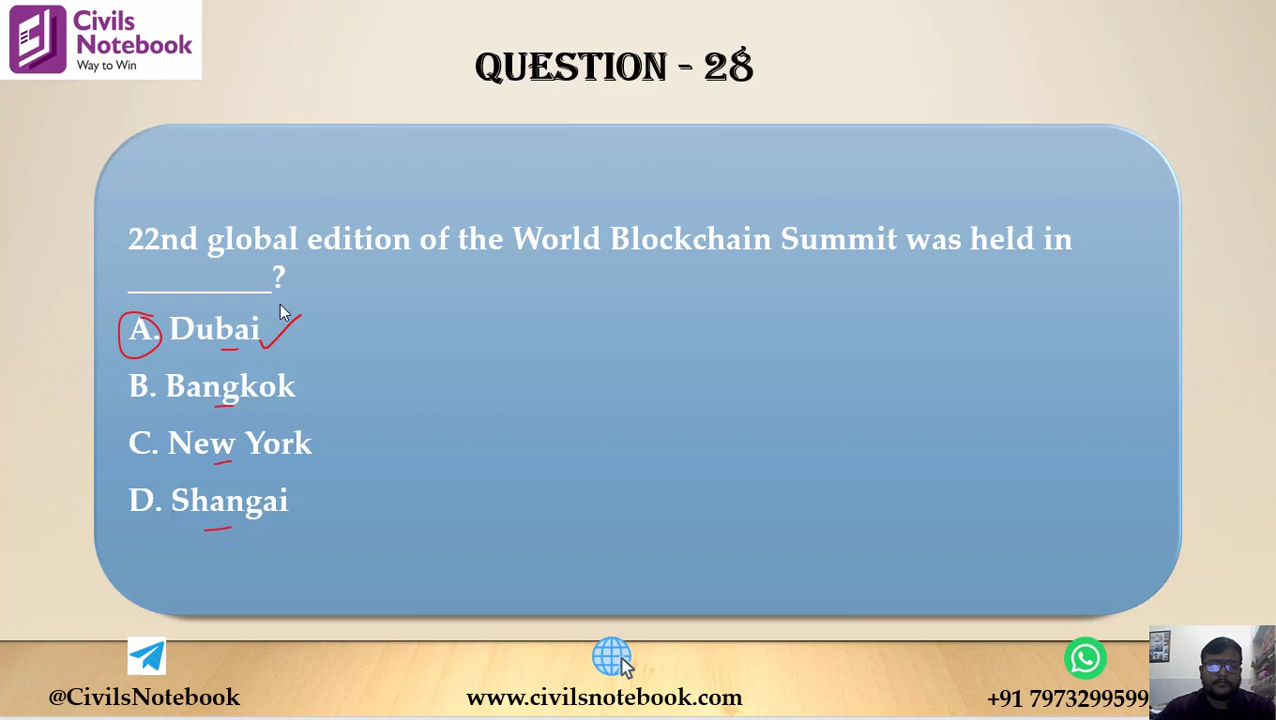 Civils
Notebook
Way to Win
QUESTION - 28
22nd global edition of the World Blockchain Summit was held in
__________?
A. Dubai
B. Bangkok
C. New York
D. Shangai
@CivilsNotebook
www.civilsnotebook.com
+91 7973299599